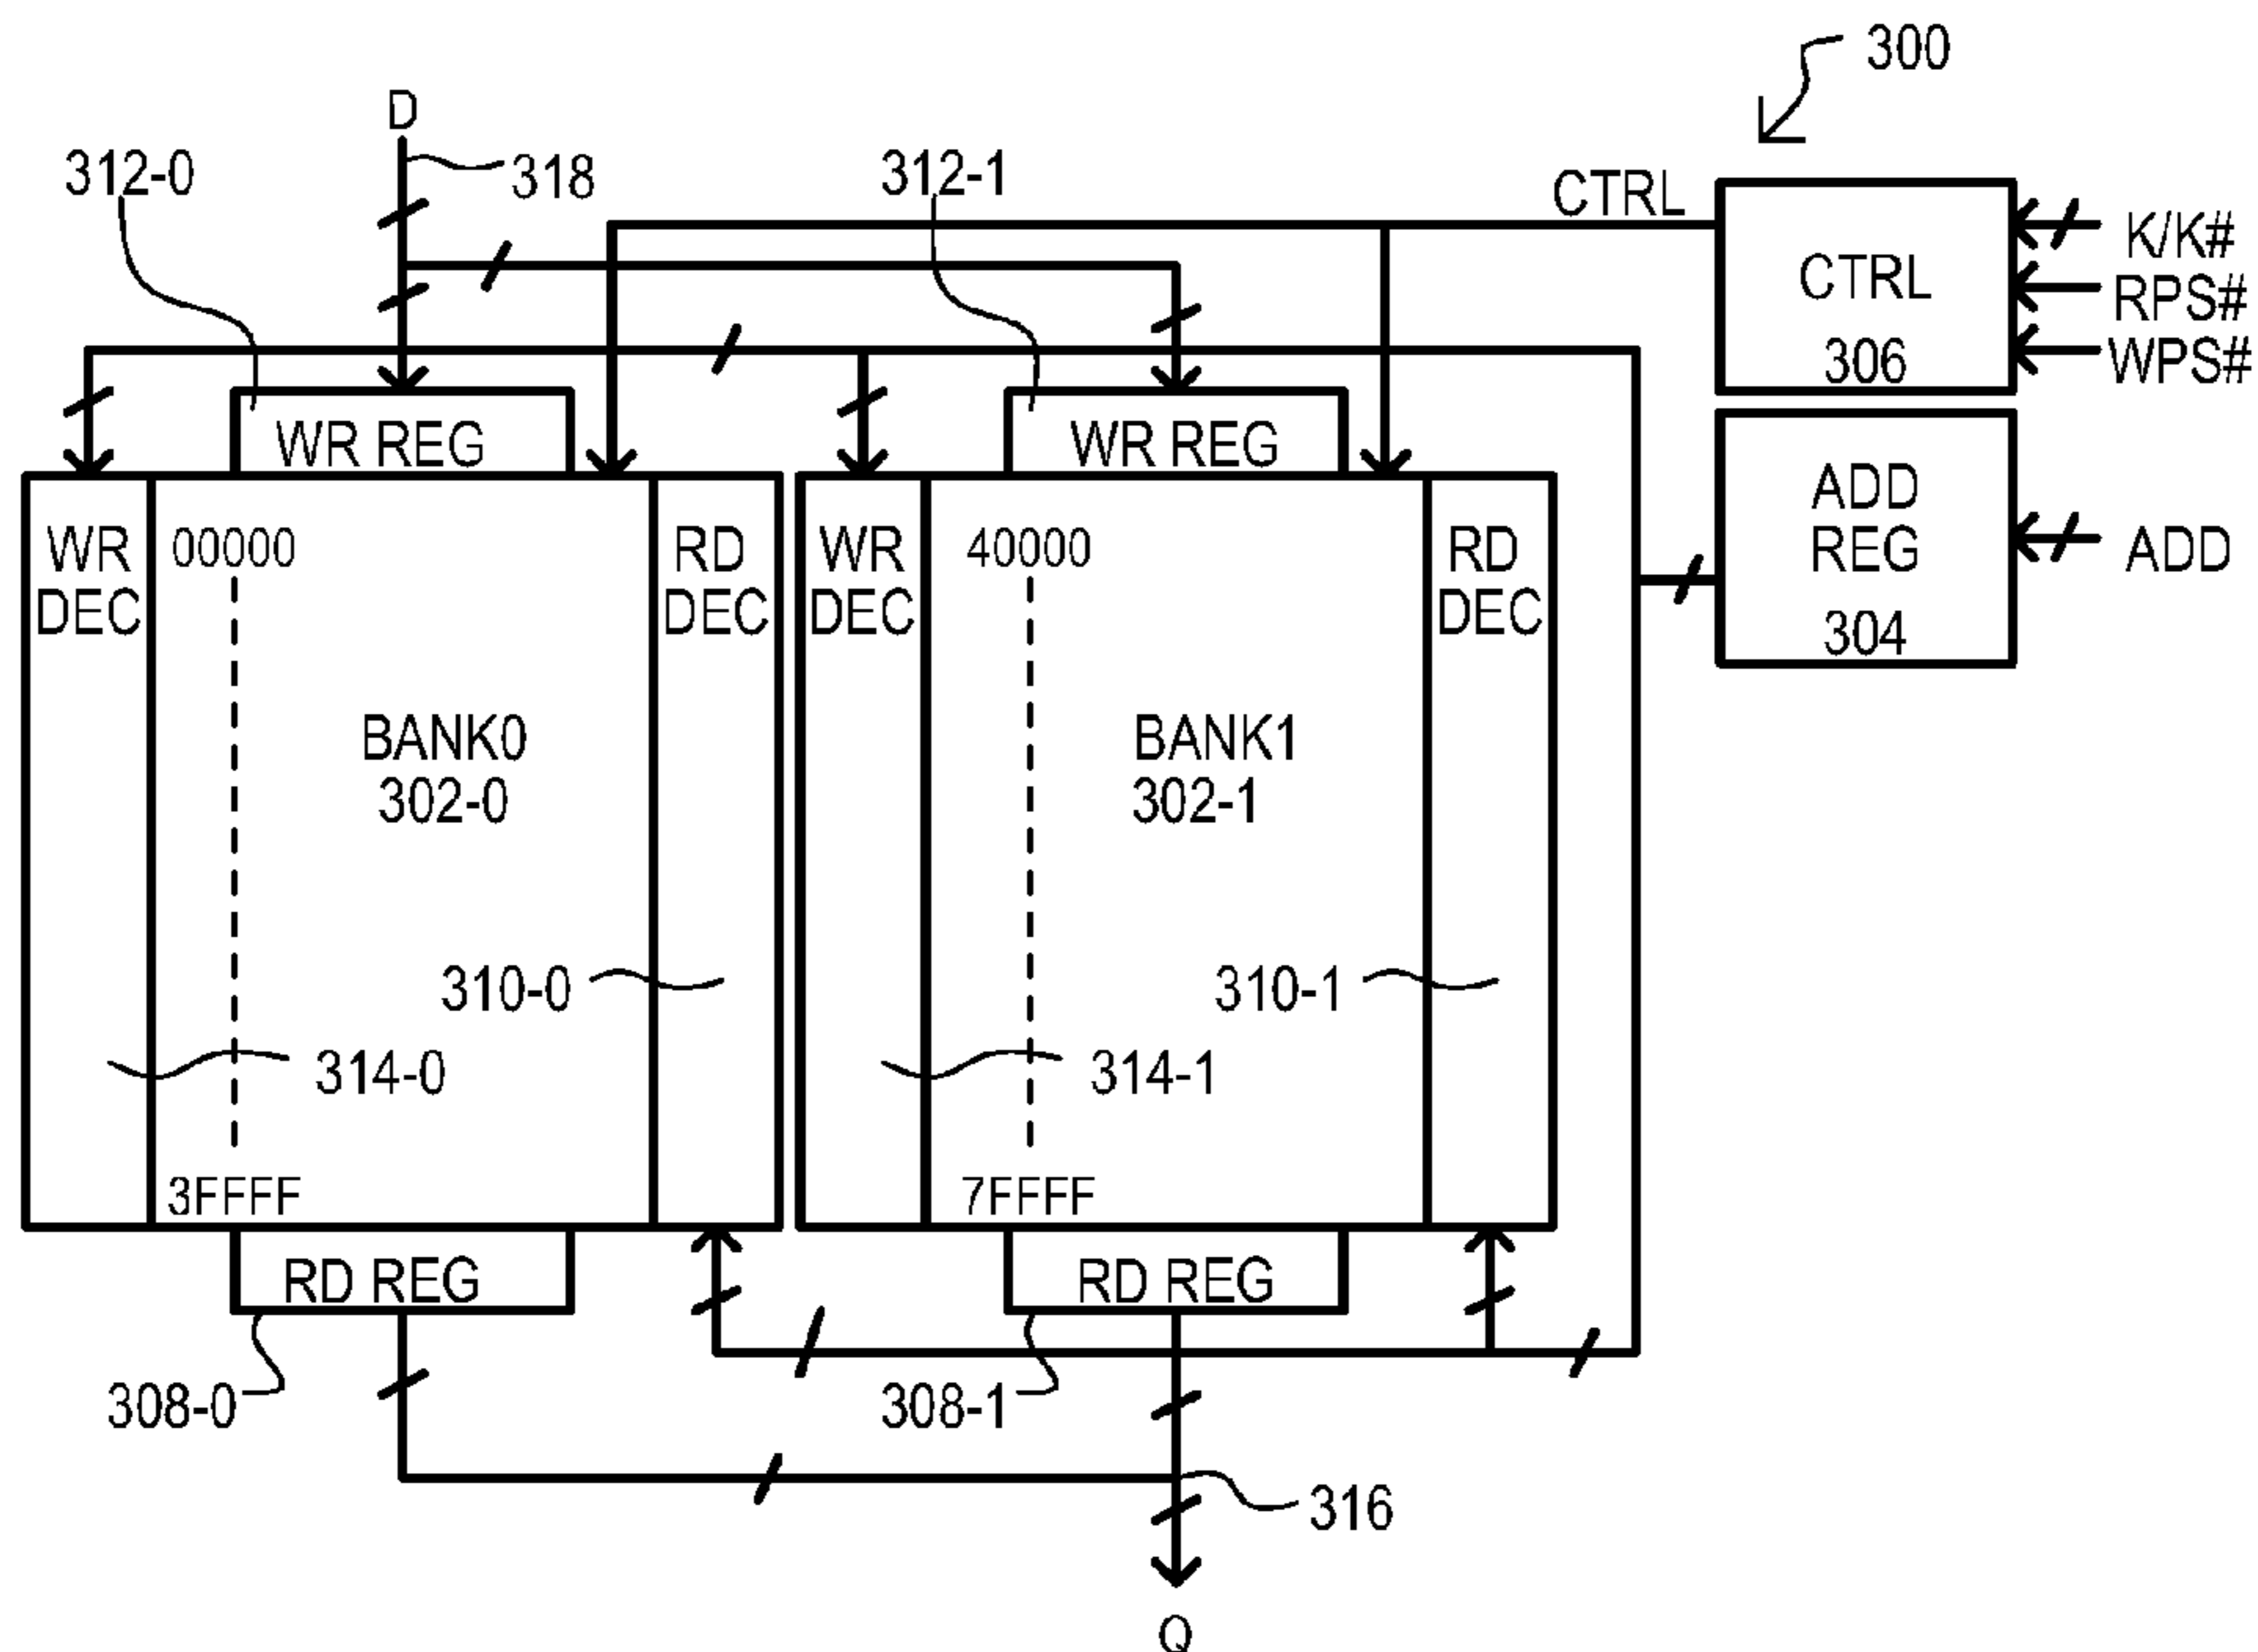 300
D
312-0
318
312-1
CTRL
K/K#
CTRL
RPS#
306
WPS#
WR REG
WR REG
ADD
REG
304
ADD
WR
DEC
00000
RD
DEC
WR
DEC
40000
RD
DEC
BANK0
302-0
BANK1
302-1
310-0
310-1
314-0
314-1
3FFFF
7FFFF
RD REG
RD REG
308-0
308-1
316
Q